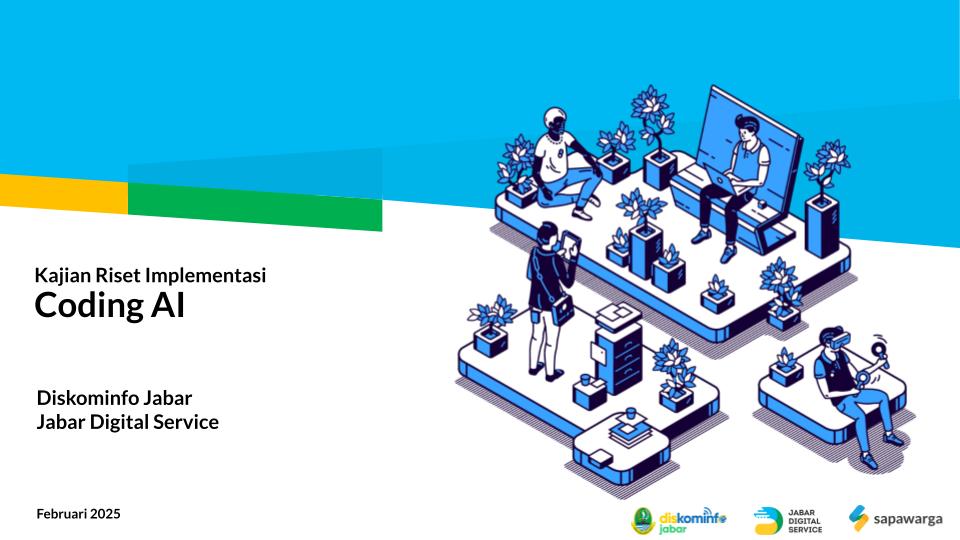 Kajian Riset Implementasi
Coding AI
Diskominfo Jabar
Jabar Digital Service
Februari 2025
diskominfo
jabar
JABAR
DIGITAL
SERVICE
sapawarga